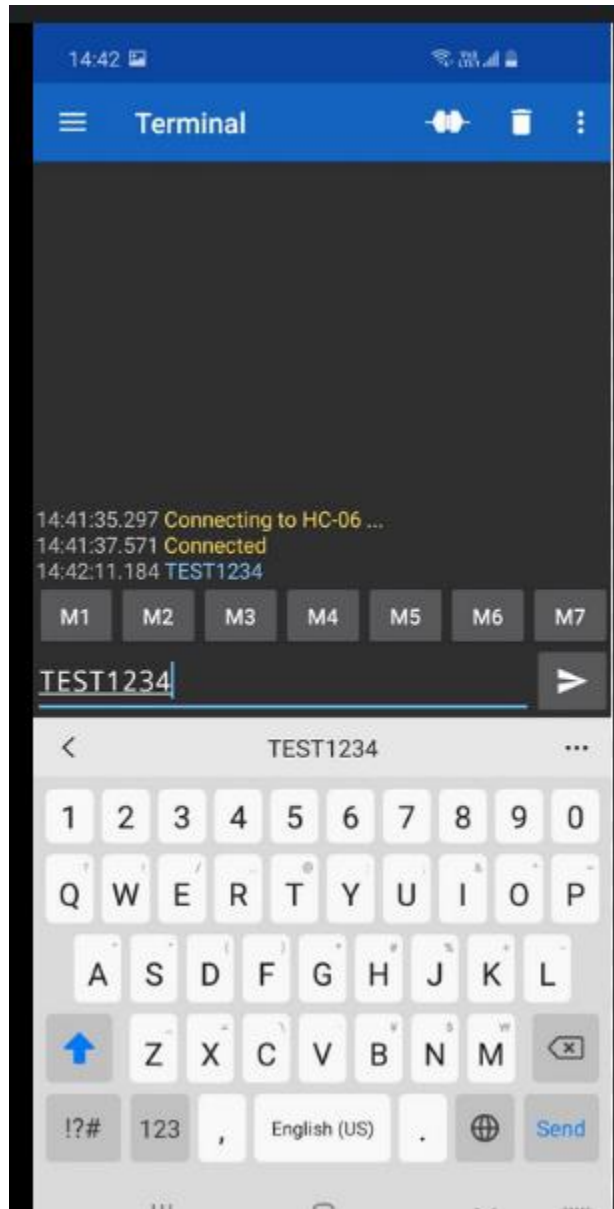 14:42
Terminal
14:41:35.297 Connecting to HC-06 ...
14:41:37.571 Connected
14:42:11.184 TEST1234
M1 M2 M3 M4 M5 M6 M7
TEST1234
TEST1234
1 2 3 4 5 6 7 8 9 0
Q W E R T Y U I O P
A S D F G H J K L
Z X C V B N M
!?# 123 , English (US) . Send